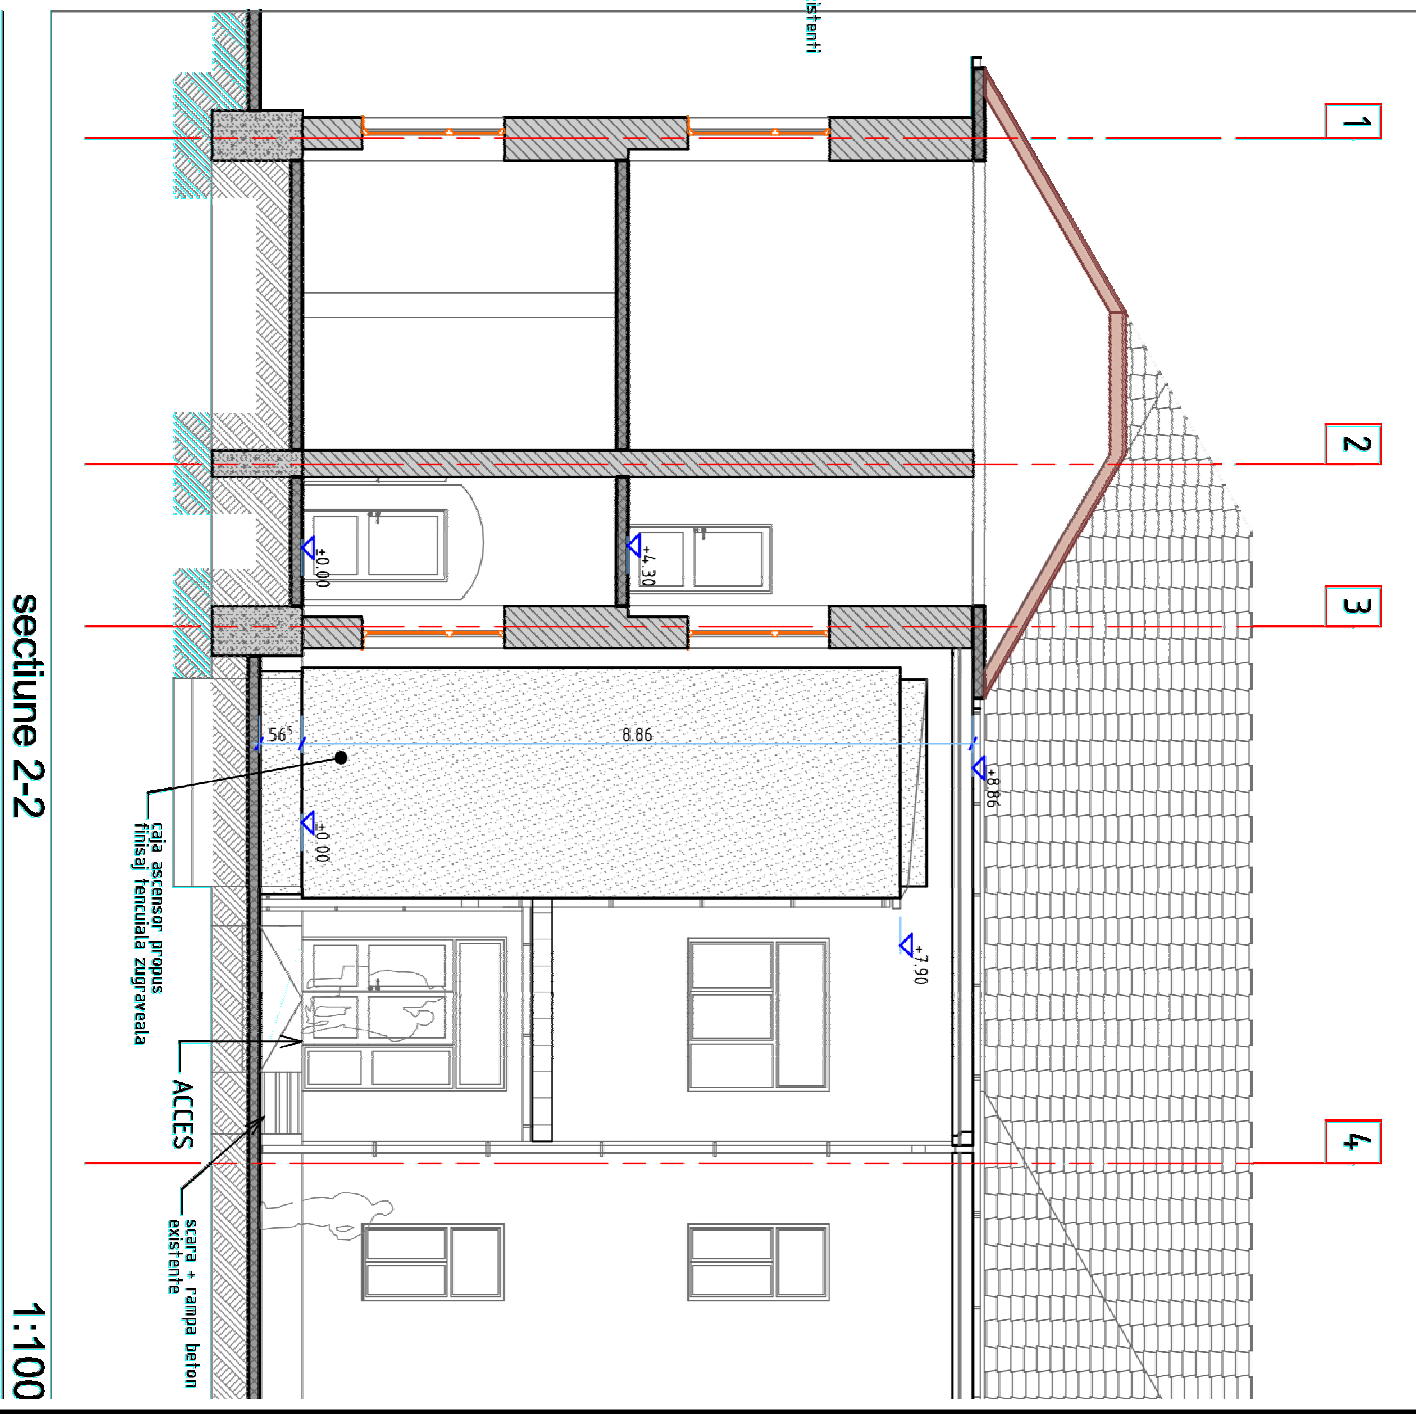 istenti
1
2
3
4
+0.00
+4.30
56⁵
8.86
+8.86
+0.00
+7.90
caja ascensor propus
finisaj tencuiala zugraveala
ACCES
scara + rampa beton
existente
sectiune 2-2
1:100